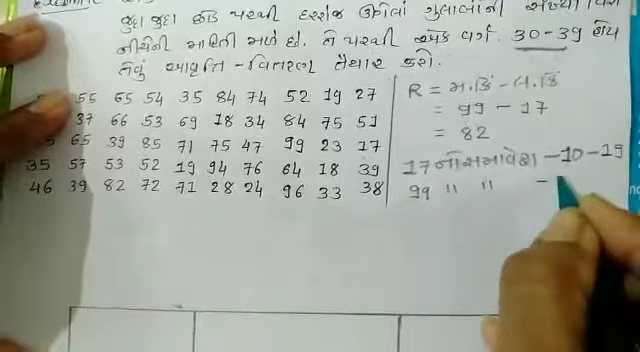 જુદા જુદા છોડ પરથી દરરોજ ઊગેલાં ગુલાબોની સંખ્યા
નીચેની માહિતી મળે છે. તે પરથી એક વર્ગ 30-39 હોય
તેવું આવૃત્તિ-વિતરણ તૈયાર કરો.
55 65 54 35 84 74 52 19 27
37 66 53 69 18 34 84 75 51
65 39 85 71 75 47 99 23 17
35 57 53 52 19 94 76 64 18 39
46 39 82 72 71 28 24 96 33 38
R = મ.કિં - લ.કિં
= 99 - 17
= 82
17નો સમાવેશ - 10 - 19
99 " " -